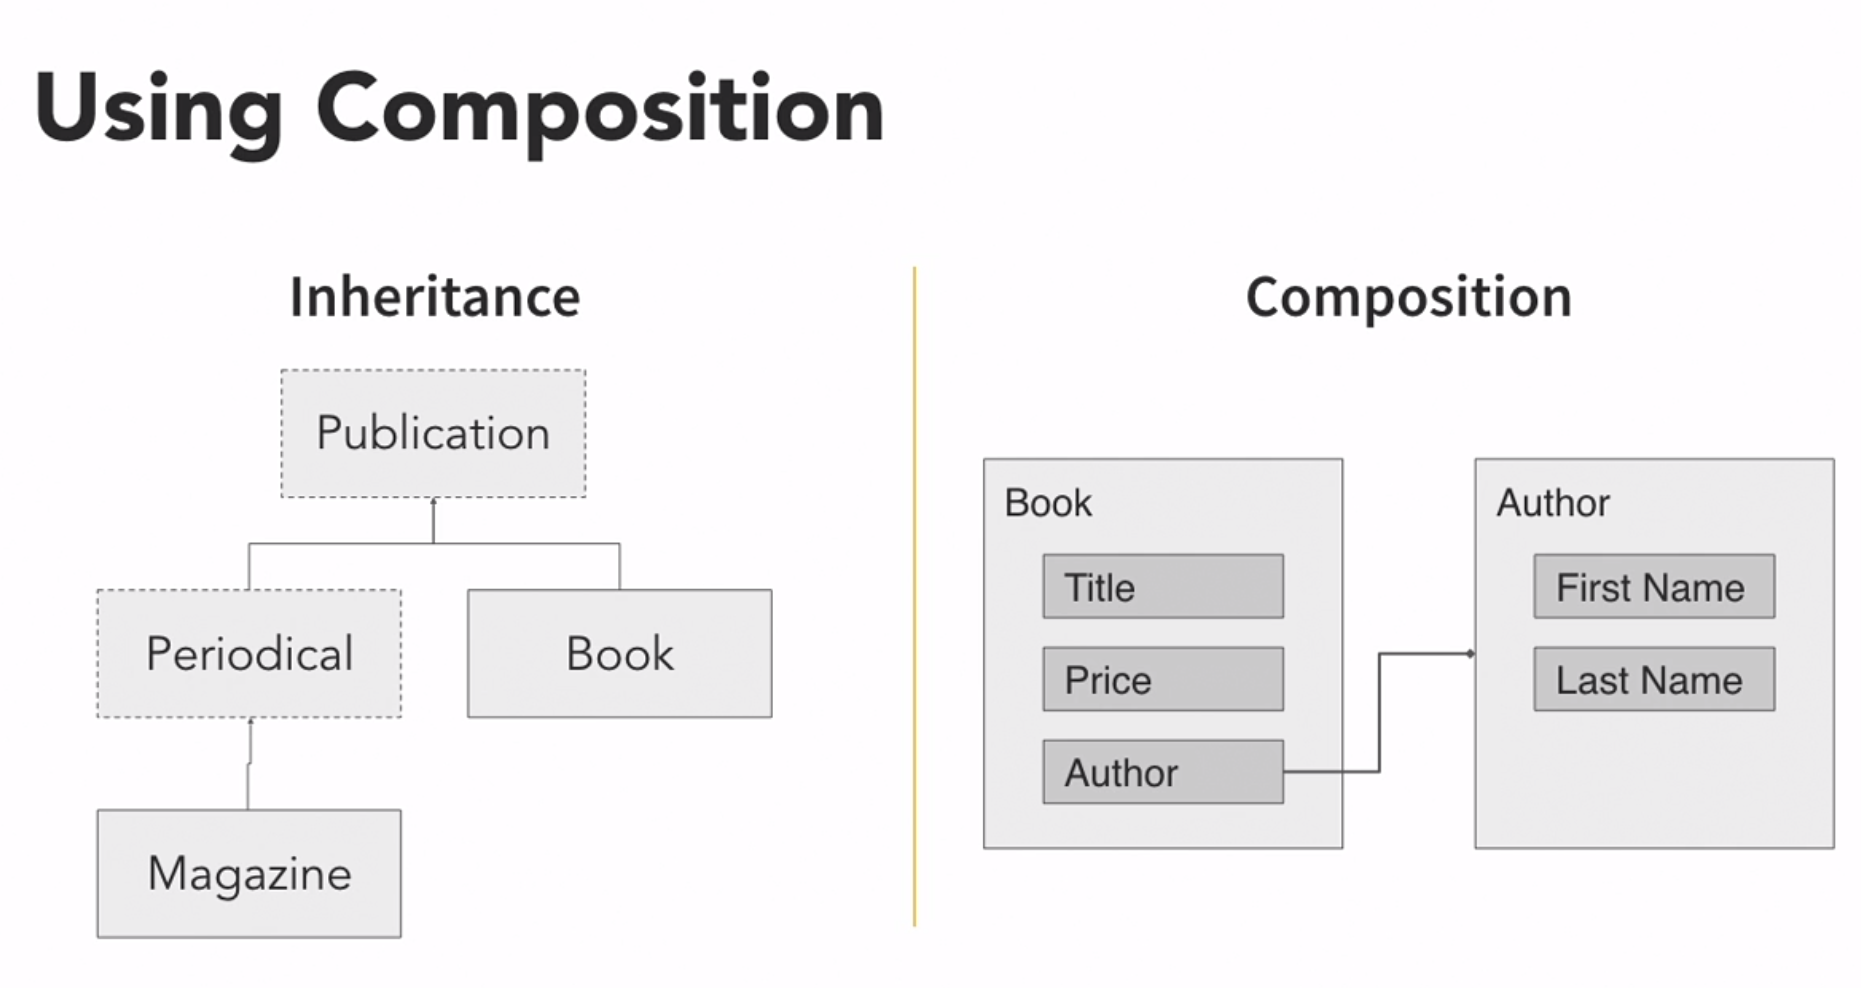 Using Composition
Inheritance
Publication
Periodical
Book
Magazine
Composition
Book
Title
Price
Author
Author
First Name
Last Name